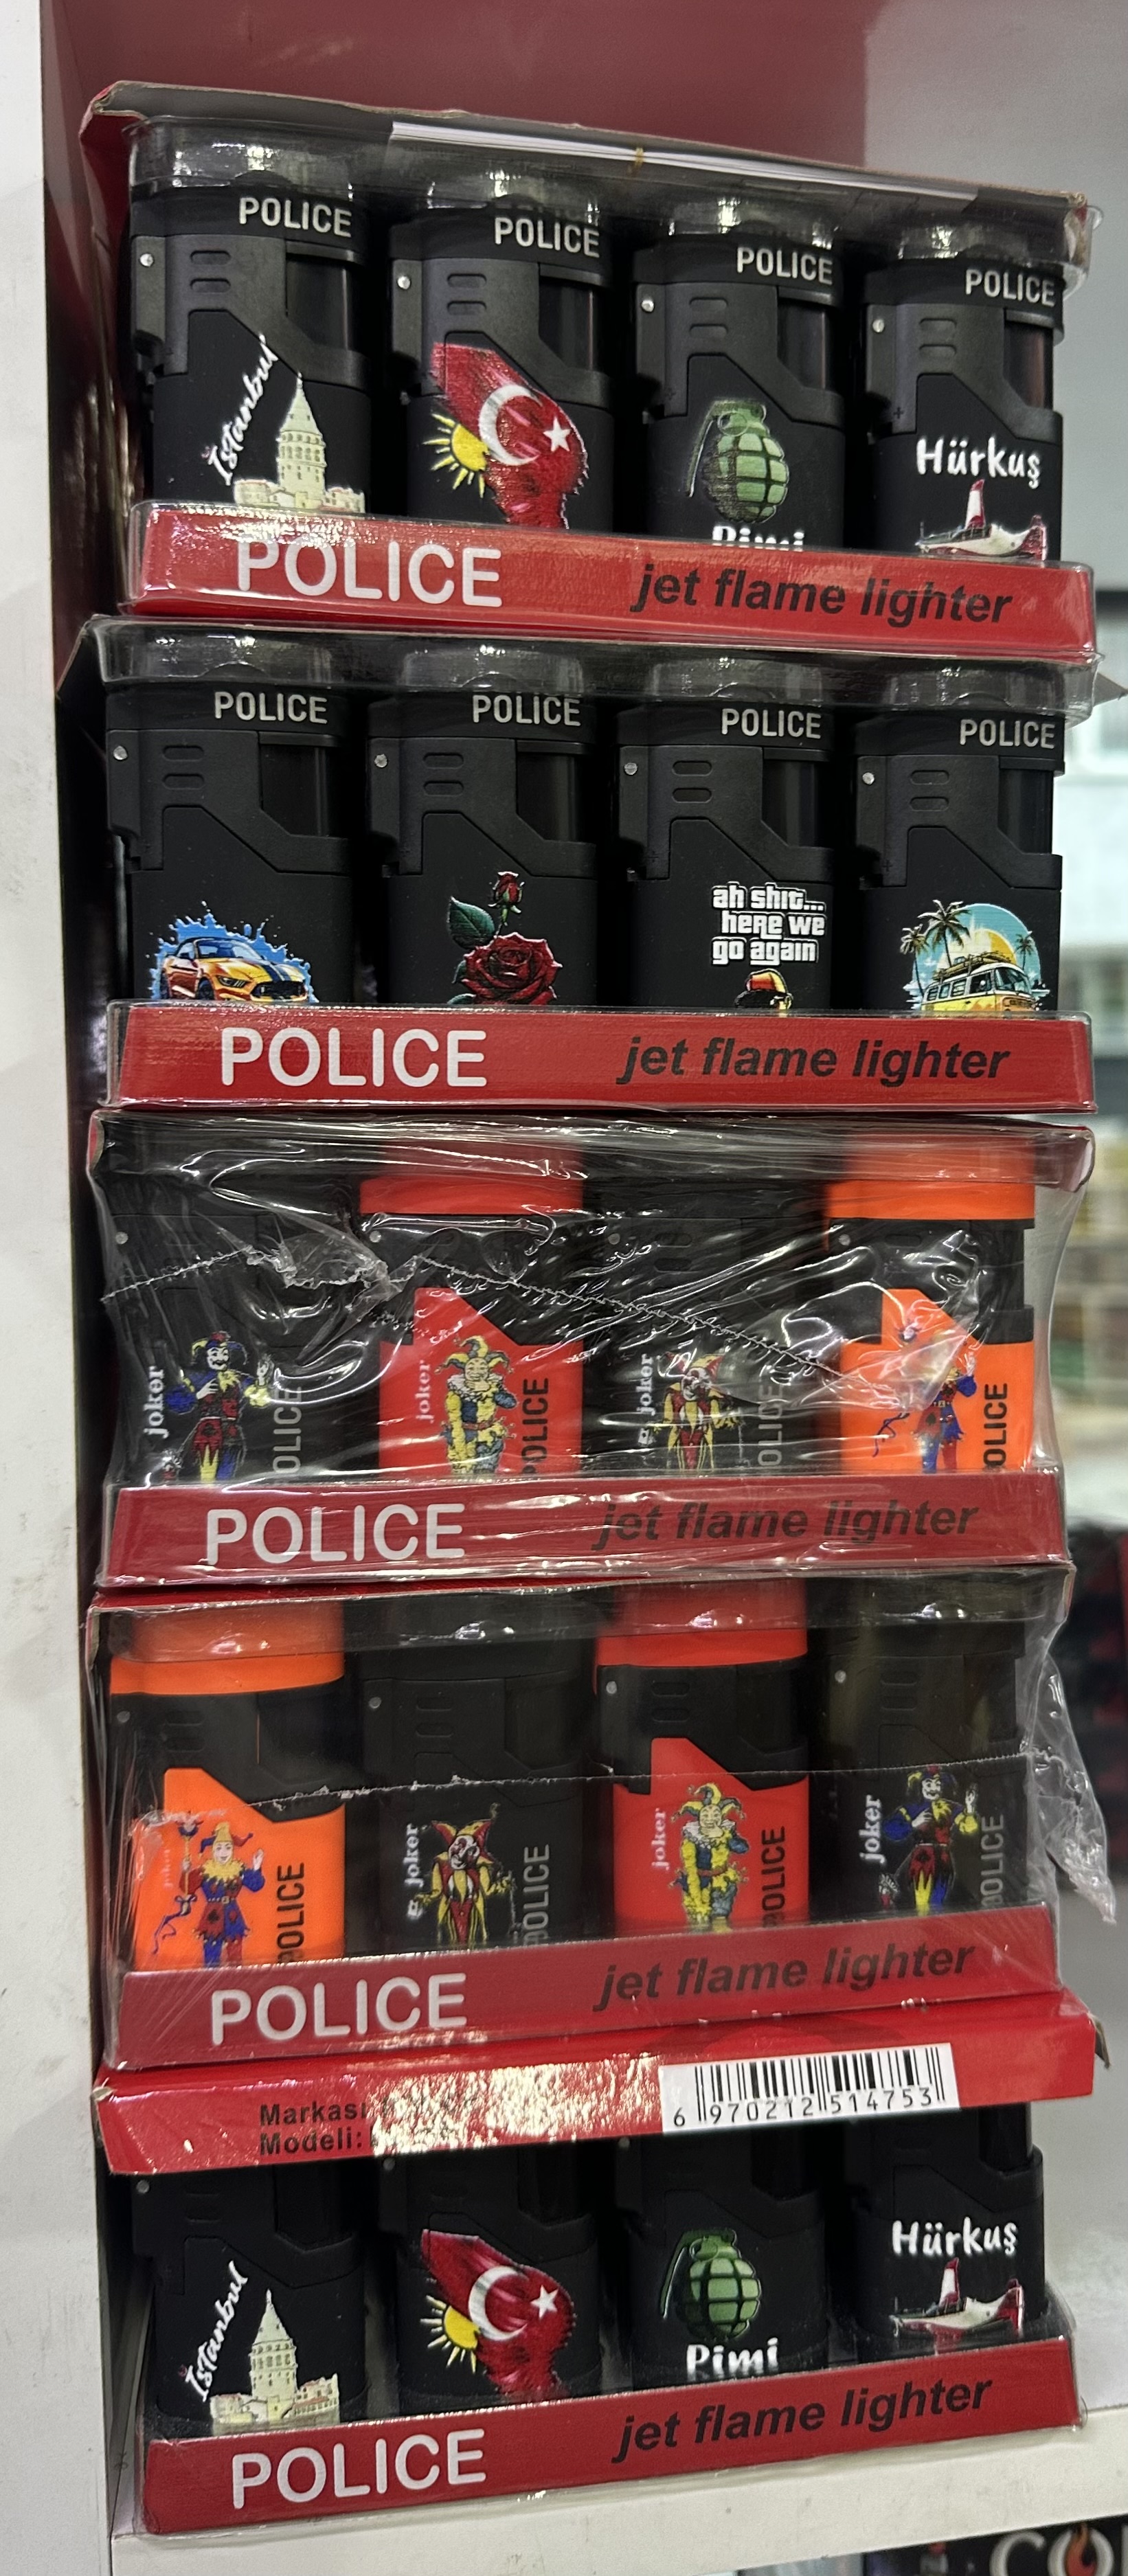 POLICE POLICE POLICE POLICE
İstanbul
Hürkuş
Pimi
POLICE jet flame lighter
POLICE POLICE POLICE POLICE
ah shit...
here we
go again
POLICE jet flame lighter
joker POLICE joker POLICE joker POLICE POLICE
POLICE jet flame lighter
joker POLICE joker POLICE joker POLICE joker POLICE
POLICE jet flame lighter
Markası
Modeli:
6 970212 514753
İstanbul
Hürkuş
Pimi
POLICE jet flame lighter